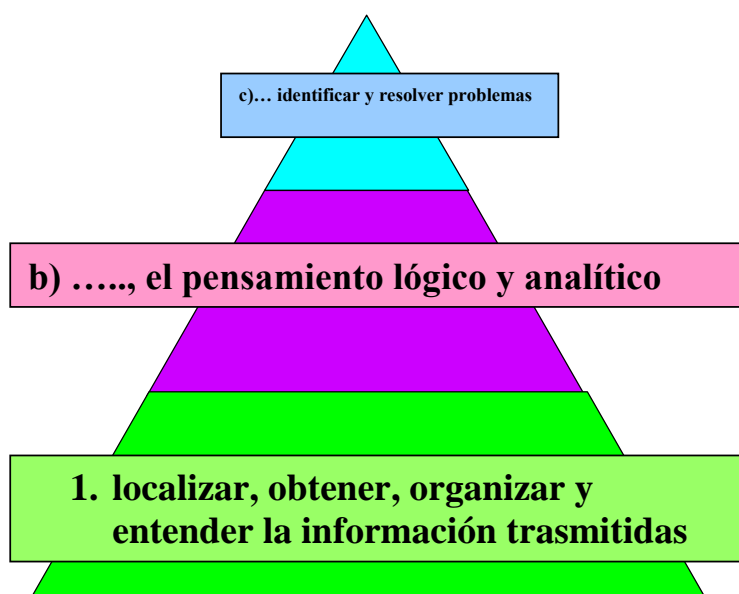 c)… identificar y resolver problemas
b) ….., el pensamiento lógico y analítico
1. localizar, obtener, organizar y
entender la información trasmitidas